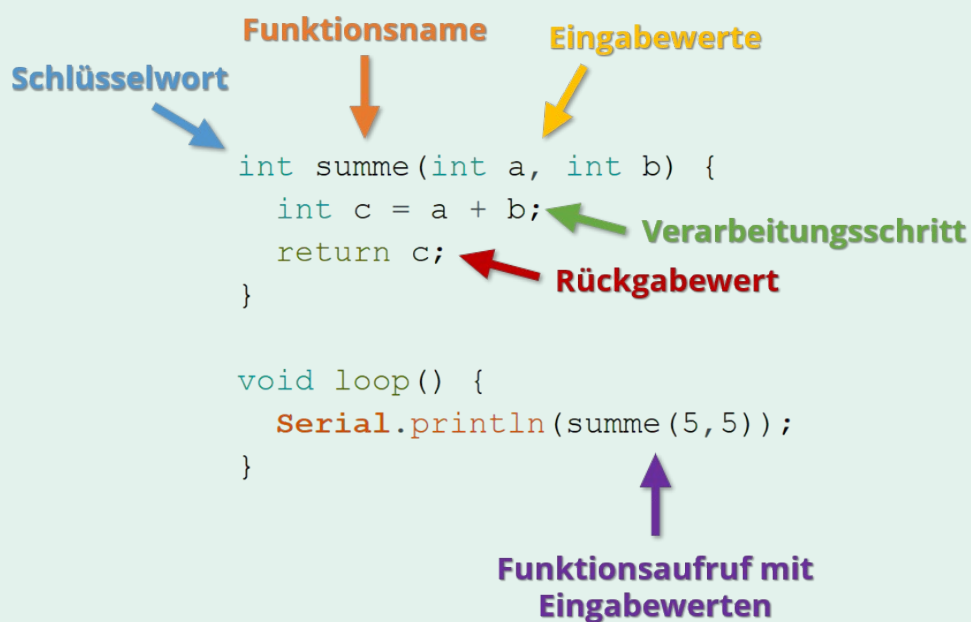 Funktionsname
Eingabewerte
Schlüsselwort
int summe(int a, int b) {
int c = a + b;
Verarbeitungsschritt
return c;
Rückgabewert
}
void loop() {
Serial.println(summe(5,5));
}
Funktionsaufruf mit
Eingabewerten